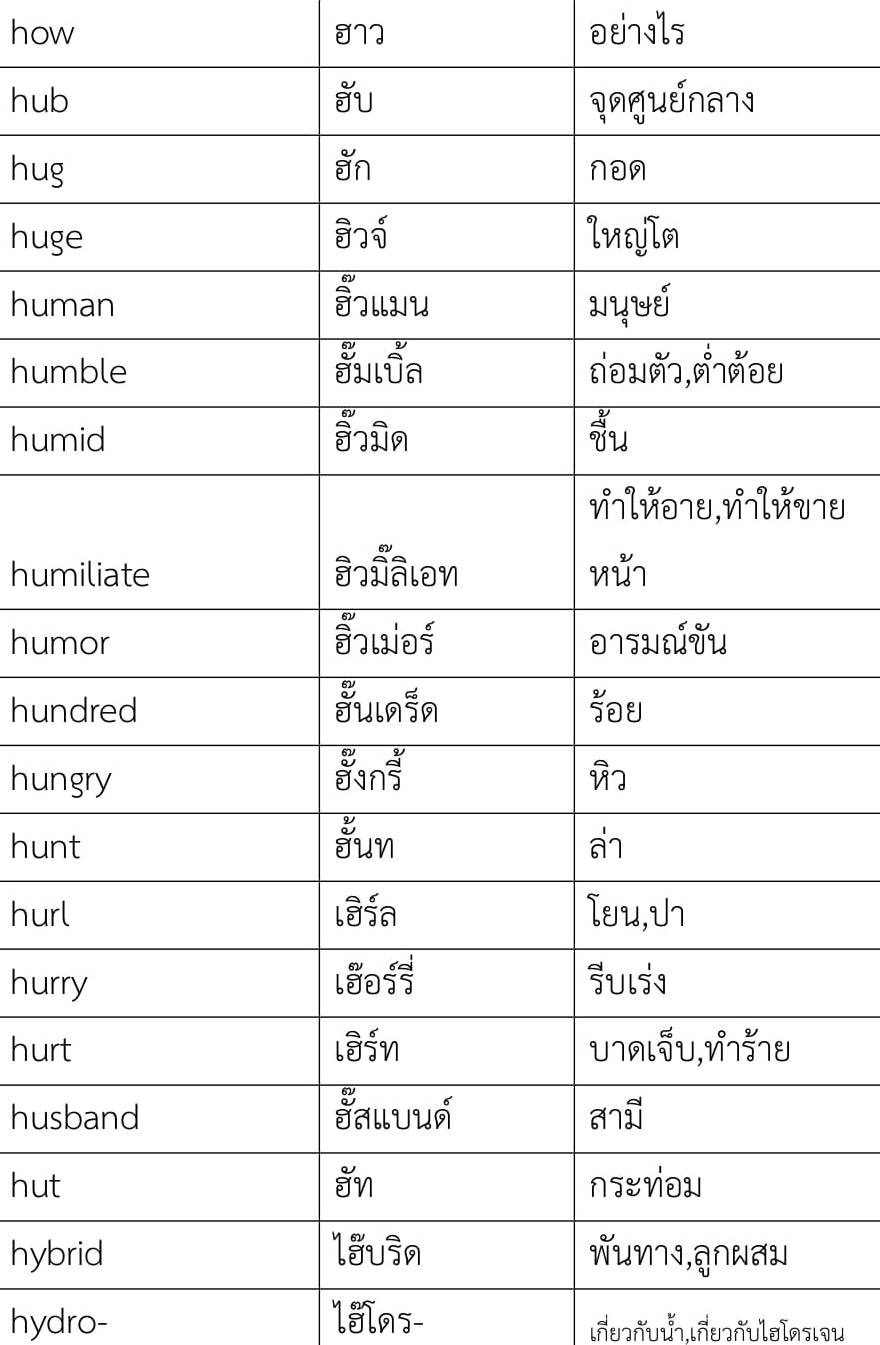 how ฮาว อย่างไร
hub ฮับ จุดศูนย์กลาง
hug ฮัก กอด
huge ฮิวจ์ ใหญ่โต
human ฮิ๊วแมน มนุษย์
humble ฮั๊มเบิ้ล ถ่อมตัว,ต่ำต้อย
humid ฮิ๊วมิด ชื้น
ทำให้อาย,ทำให้ขาย
humiliate ฮิวมิ๊ลิเอท หน้า
humor ฮิ๊วเม่อร์ อารมณ์ขัน
hundred ฮั๊นเดร็ด ร้อย
hungry ฮั๊งกรี้ หิว
hunt ฮั้นท ล่า
hurl เฮิร์ล โยน,ปา
hurry เฮ๊อร์รี่ รีบเร่ง
hurt เฮิร์ท บาดเจ็บ,ทำร้าย
husband ฮั๊สแบนด์ สามี
hut ฮัท กระท่อม
hybrid ไฮ๊บริด พันทาง,ลูกผสม
hydro- ไฮ๊โดร- เกี่ยวกับน้ำ,เกี่ยวกับไฮโดรเจน